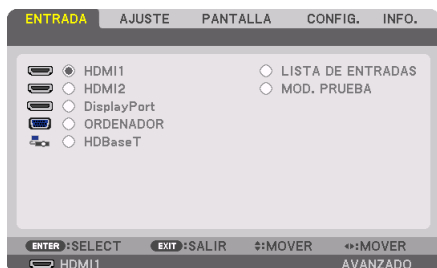 ENTRADA AJUSTE PANTALLA CONFIG. INFO.
HDMI1 LISTA DE ENTRADAS
HDMI2 MOD. PRUEBA
DisplayPort
ORDENADOR
HDBaseT
ENTER :SELECT EXIT :SALIR :MOVER :MOVER
HDMI1 AVANZADO